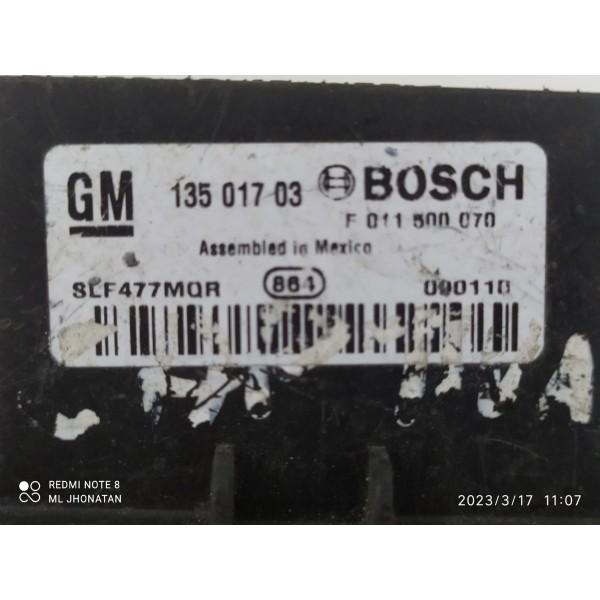 GM 135 017 03 BOSCH
F 011 500 070
Assembled in Mexico
SLF477MQR 864 090110
REDMI NOTE 8
ML JHONATAN
2023/3/17 11:07